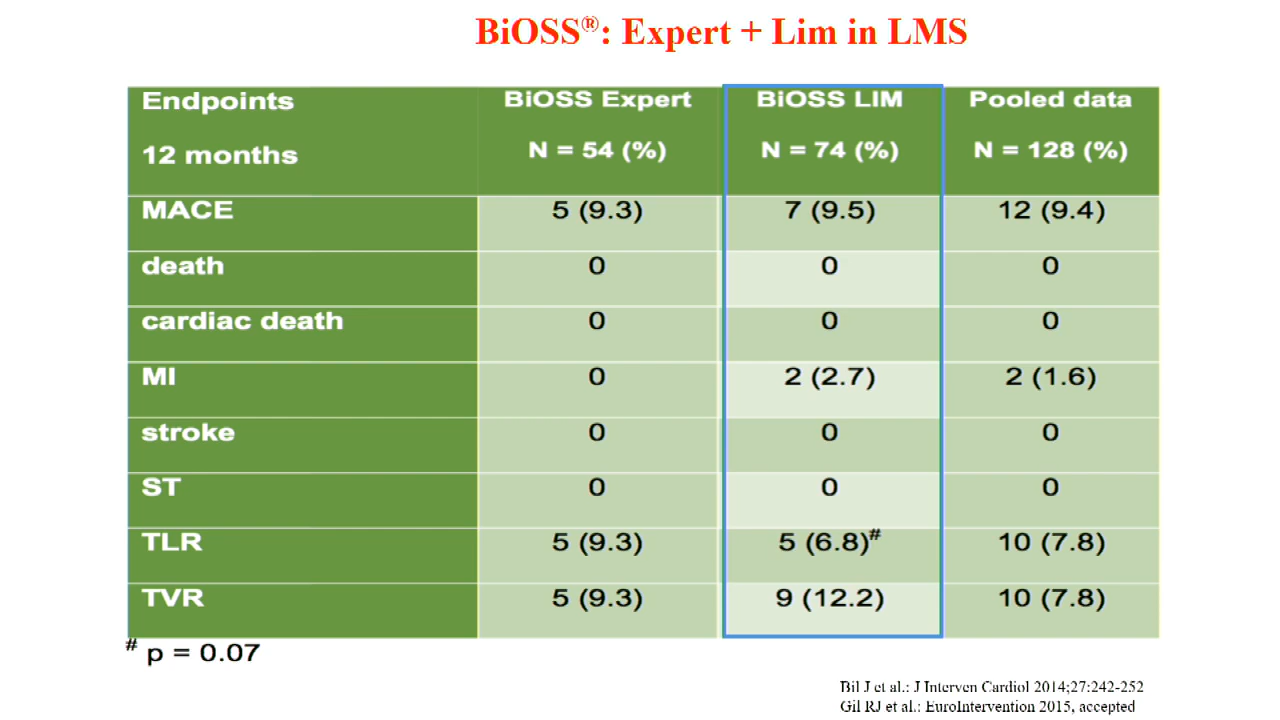 BiOSS®: Expert + Lim in LMS
Endpoints 12 months | BiOSS Expert N = 54 (%) | BiOSS LIM N = 74 (%) | Pooled data N = 128 (%)
MACE | 5 (9.3) | 7 (9.5) | 12 (9.4)
death | 0 | 0 | 0
cardiac death | 0 | 0 | 0
MI | 0 | 2 (2.7) | 2 (1.6)
stroke | 0 | 0 | 0
ST | 0 | 0 | 0
TLR | 5 (9.3) | 5 (6.8)# | 10 (7.8)
TVR | 5 (9.3) | 9 (12.2) | 10 (7.8)
# p = 0.07
Bil J et al.: J Interven Cardiol 2014;27:242-252
Gil RJ et al.: EuroIntervention 2015, accepted